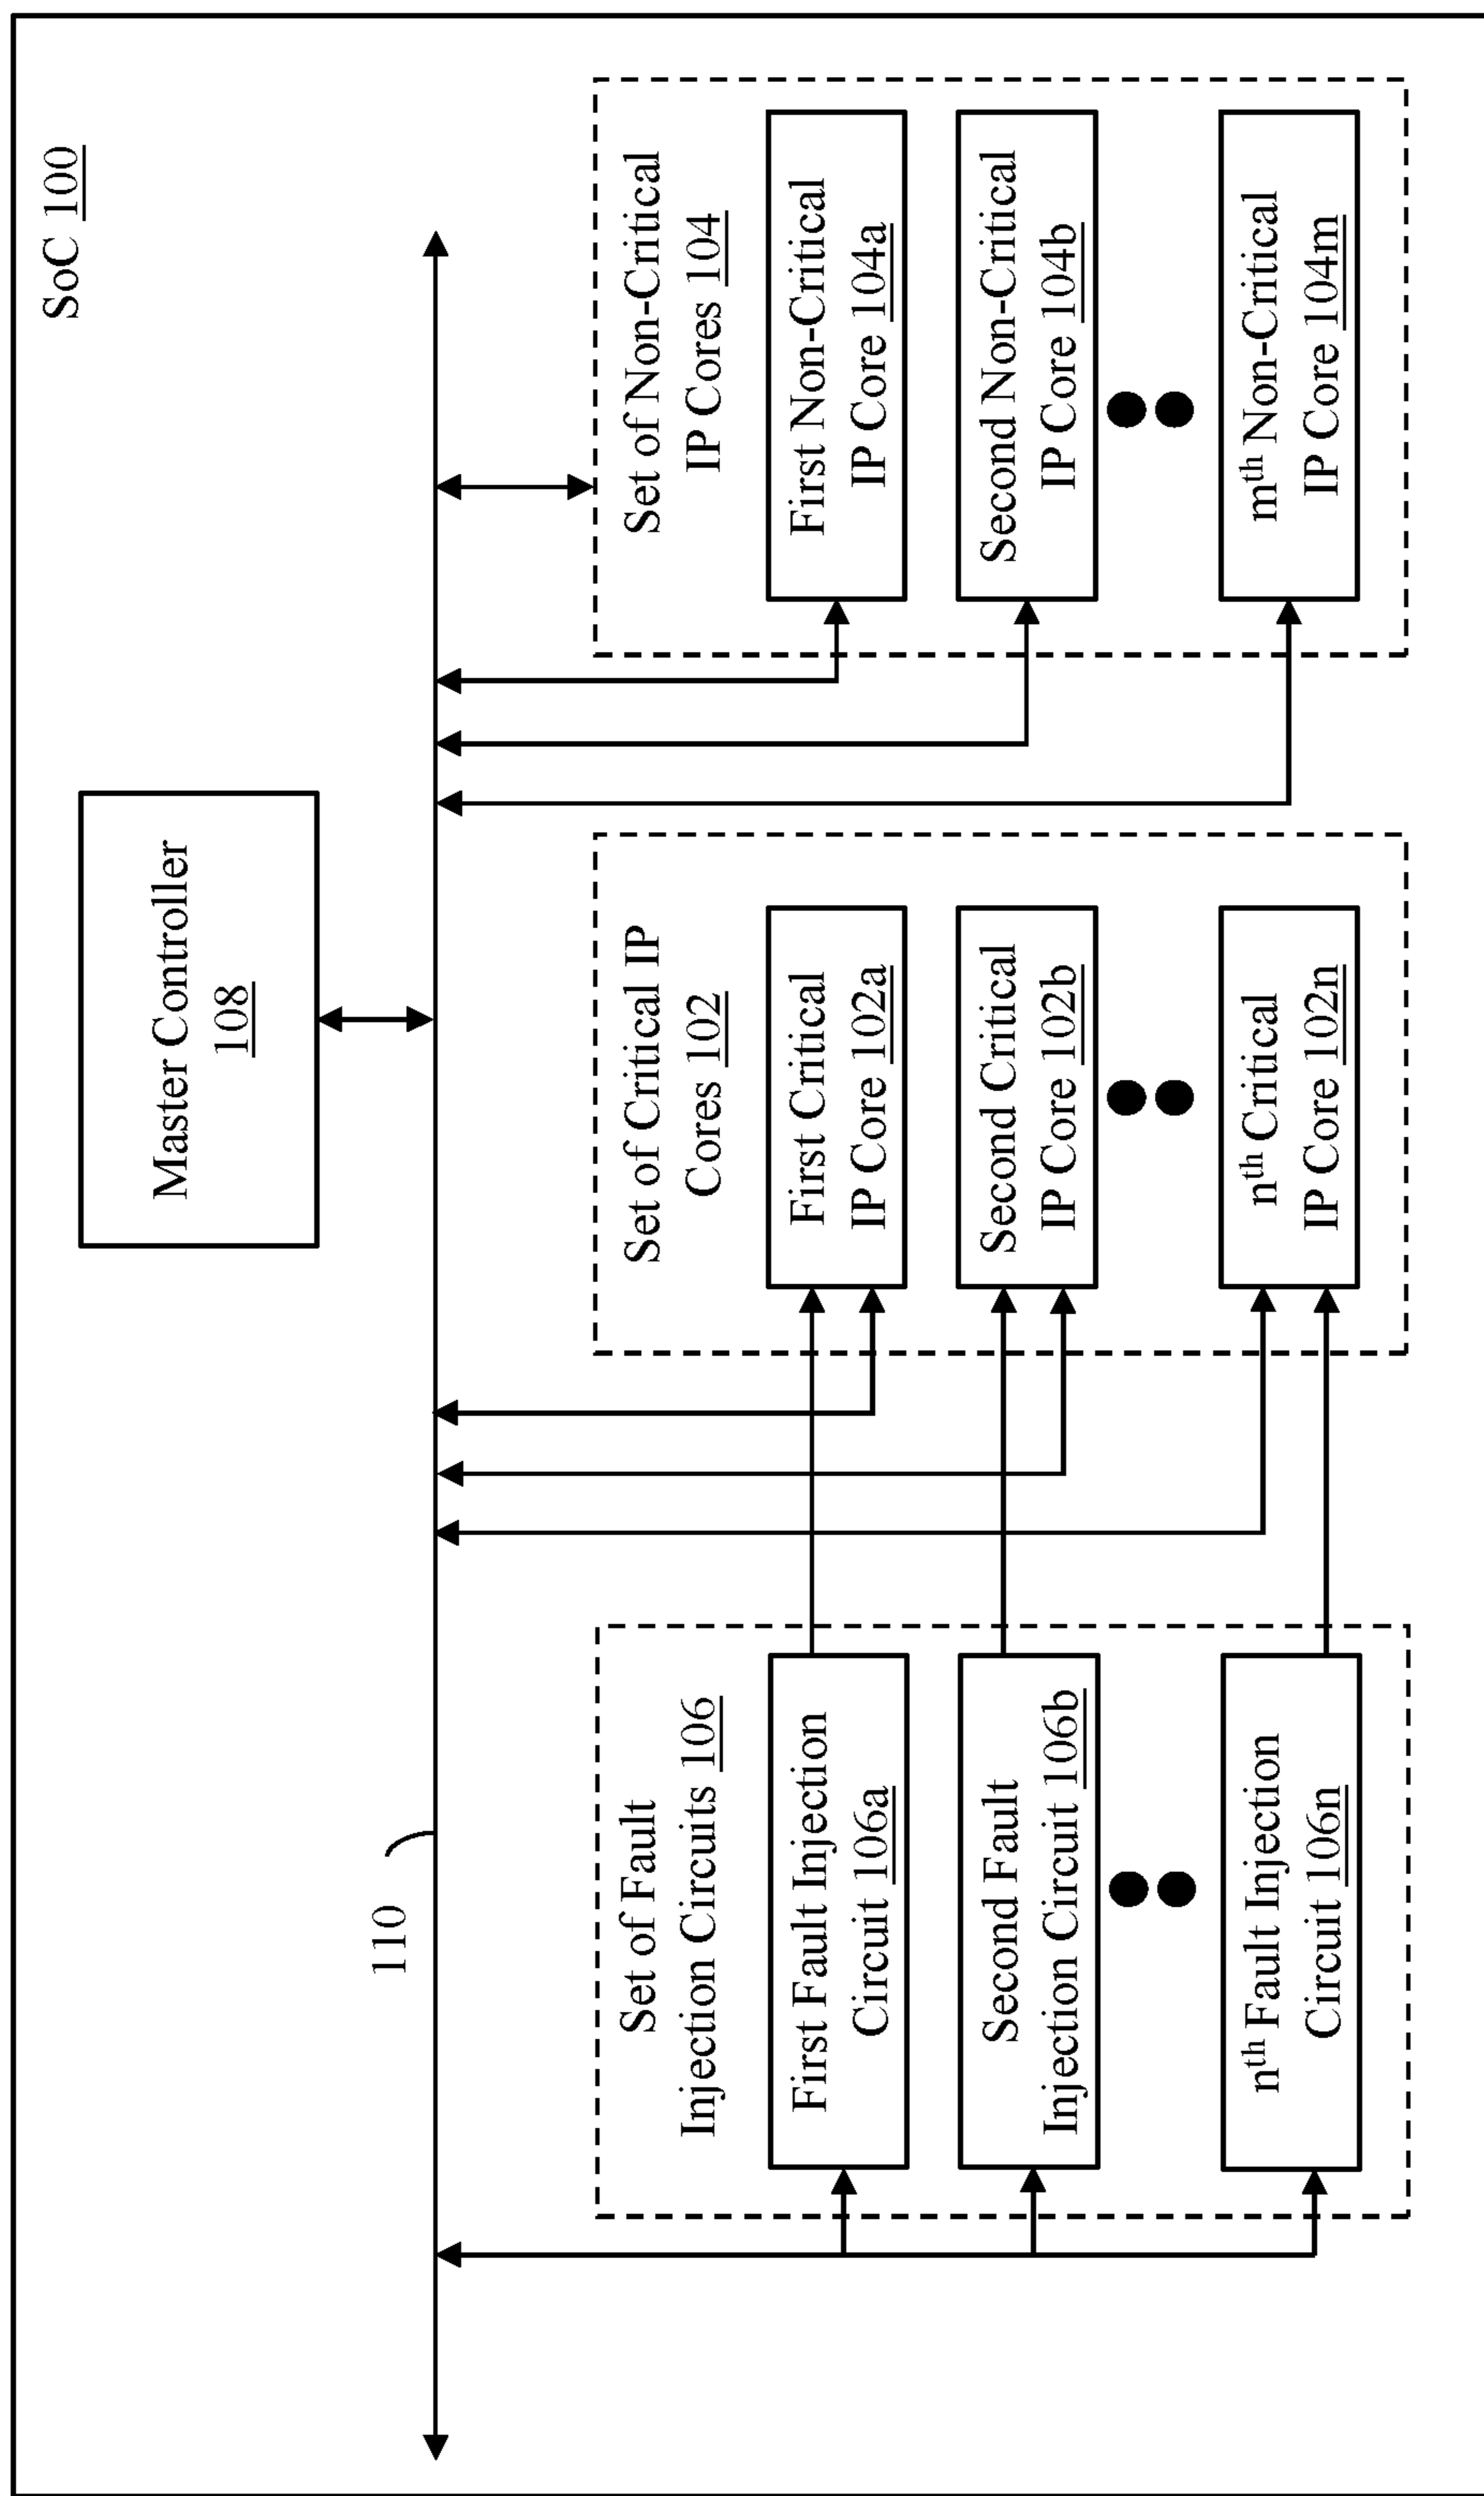 SoC 100
Master Controller
108
110
Set of Fault
Injection Circuits 106
First Fault Injection
Circuit 106a
Second Fault
Injection Circuit 106b
nth Fault Injection
Circuit 106n
Set of Critical IP
Cores 102
First Critical
IP Core 102a
Second Critical
IP Core 102b
nth Critical
IP Core 102n
Set of Non-Critical
IP Cores 104
First Non-Critical
IP Core 104a
Second Non-Critical
IP Core 104b
mth Non-Critical
IP Core 104m